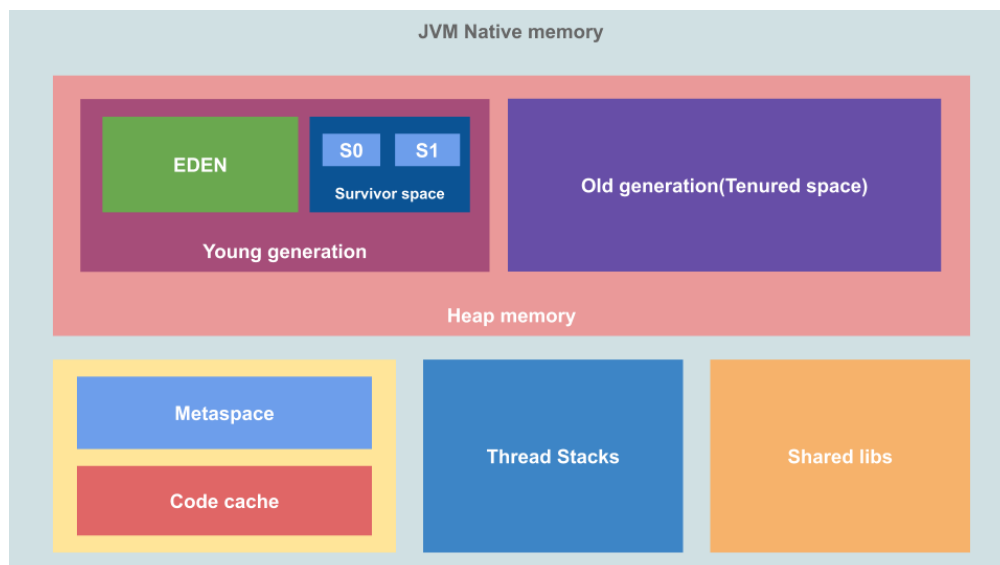 JVM Native memory
EDEN
S0
S1
Survivor space
Young generation
Old generation(Tenured space)
Heap memory
Metaspace
Code cache
Thread Stacks
Shared libs